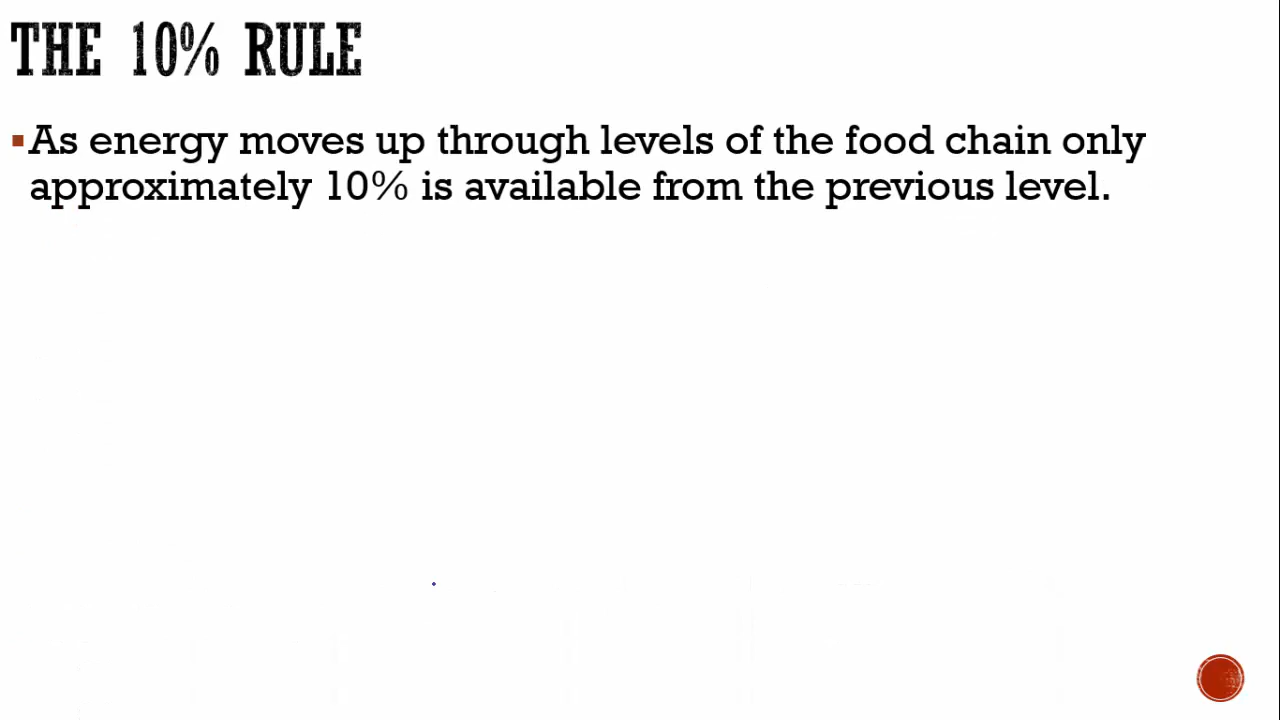 THE 10% RULE
▪As energy moves up through levels of the food chain only
approximately 10% is available from the previous level.